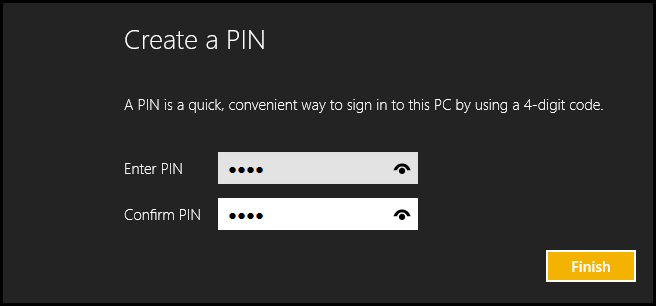 Create a PIN
A PIN is a quick, convenient way to sign in to this PC by using a 4-digit code.
Enter PIN ●●●●
Confirm PIN ●●●●
Finish